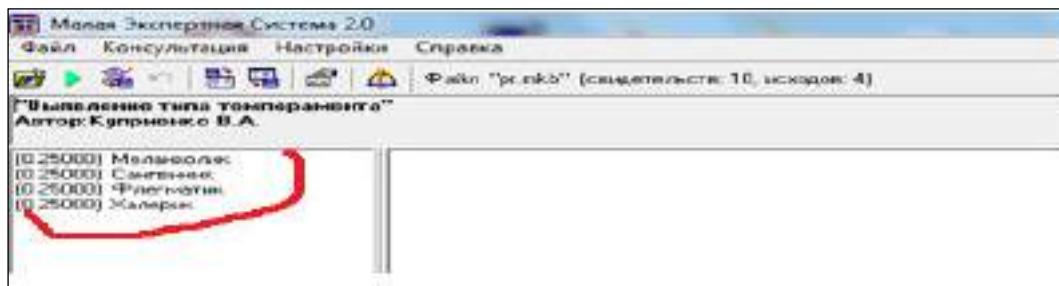 Малая Экспертная Система 2.0
Файл Консультация Настройки Справка
Файл "pr.mkb" (свидетельств: 10, исходов: 4)
"Выявление типа темперамента"
Автор: Куприенко В.А.
(0.25000) Меланхолик
(0.25000) Сангвиник
(0.25000) Флегматик
(0.25000) Холерик